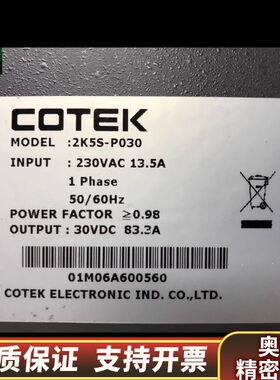 COTEK
MODEL :2K5S-P030
INPUT : 230VAC 13.5A
1 Phase
50/60Hz
POWER FACTOR ≧0.98
OUTPUT : 30VDC 83.3A
01M06A600560
COTEK ELECTRONIC IND. CO.,LTD.
质保证 支持开票
奥
精密